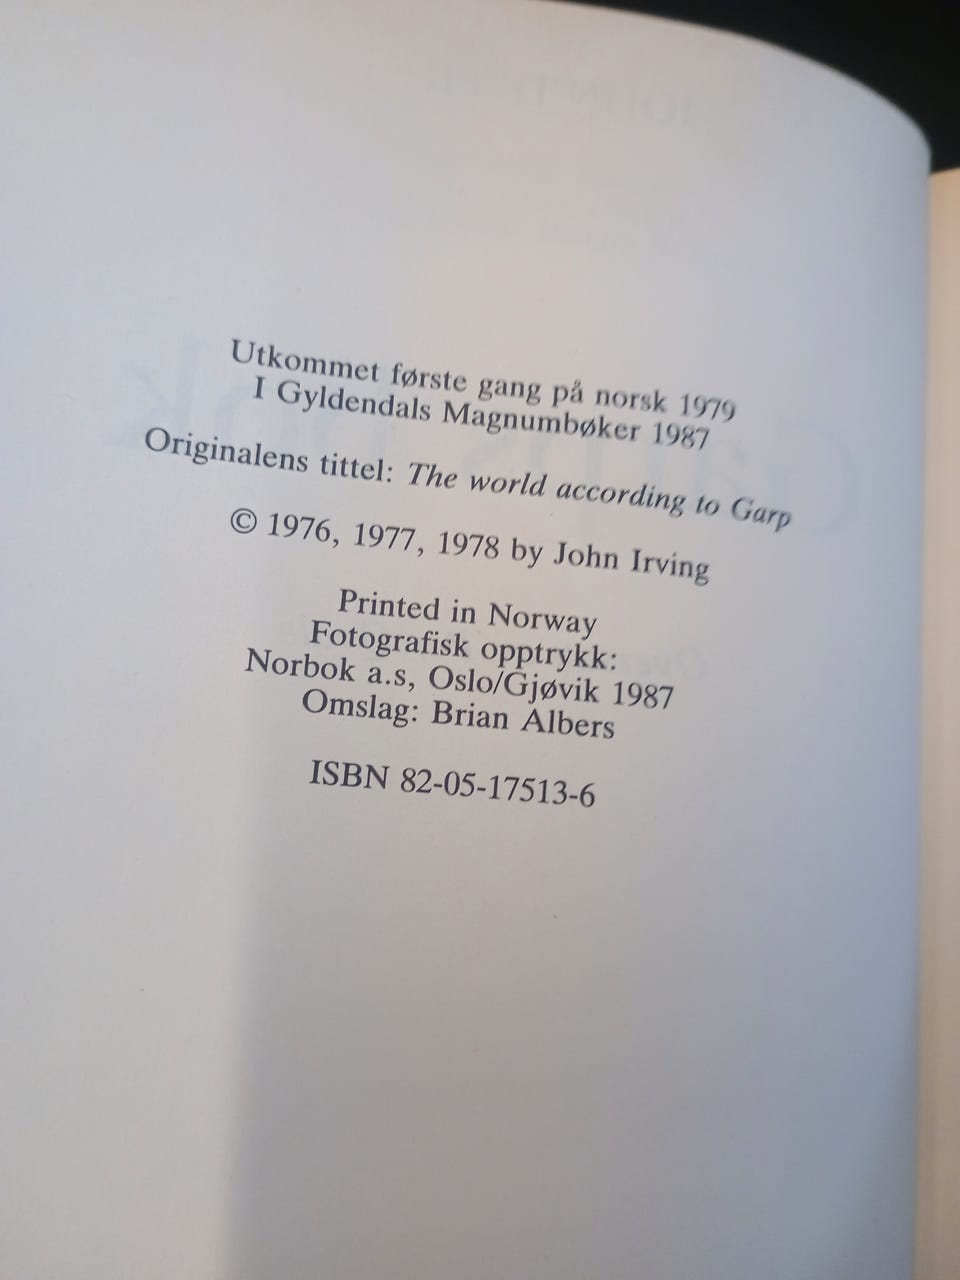 Utkommet første gang på norsk 1979
I Gyldendals Magnumbøker 1987
Originalens tittel: The world according to Garp
© 1976, 1977, 1978 by John Irving
Printed in Norway
Fotografisk opptrykk:
Norbok a.s, Oslo/Gjøvik 1987
Omslag: Brian Albers
ISBN 82-05-17513-6